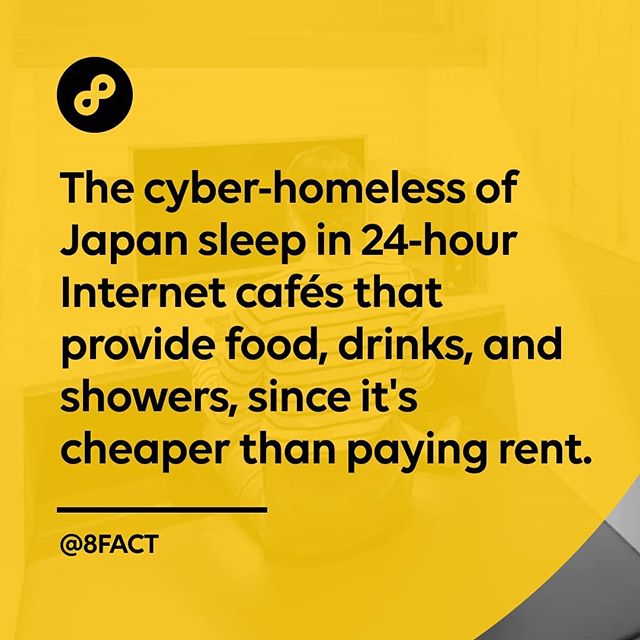 The cyber-homeless of
Japan sleep in 24-hour
Internet cafés that
provide food, drinks, and
showers, since it's
cheaper than paying rent.
@8FACT